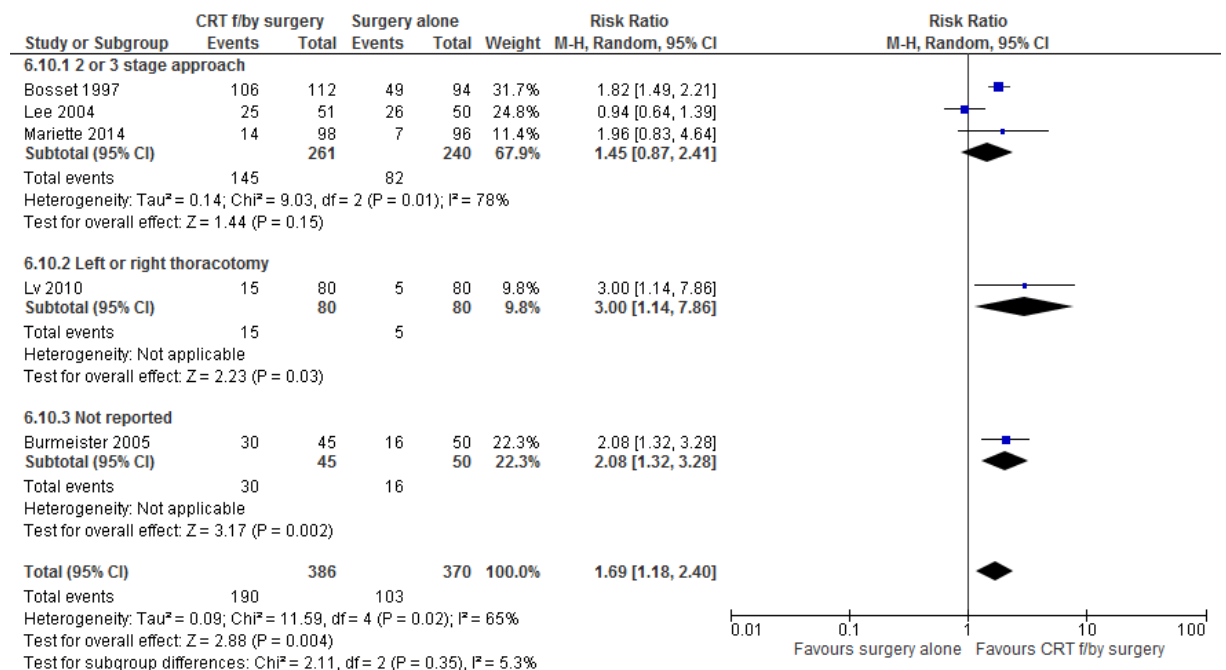 CRT f/by surgery Surgery alone Risk Ratio Risk Ratio
Study or Subgroup Events Total Events Total Weight M-H, Random, 95% CI M-H, Random, 95% CI
6.10.1 2 or 3 stage approach
Bosset 1997 106 112 49 94 31.7% 1.82 [1.49, 2.21]
Lee 2004 25 51 26 50 24.8% 0.94 [0.64, 1.39]
Mariette 2014 14 98 7 96 11.4% 1.96 [0.83, 4.64]
Subtotal (95% CI) 261 240 67.9% 1.45 [0.87, 2.41]
Total events 145 82
Heterogeneity: Tau² = 0.14; Chi² = 9.03, df = 2 (P = 0.01); I² = 78%
Test for overall effect: Z = 1.44 (P = 0.15)
6.10.2 Left or right thoracotomy
Lv 2010 15 80 5 80 9.8% 3.00 [1.14, 7.86]
Subtotal (95% CI) 80 80 9.8% 3.00 [1.14, 7.86]
Total events 15 5
Heterogeneity: Not applicable
Test for overall effect: Z = 2.23 (P = 0.03)
6.10.3 Not reported
Burmeister 2005 30 45 16 50 22.3% 2.08 [1.32, 3.28]
Subtotal (95% CI) 45 50 22.3% 2.08 [1.32, 3.28]
Total events 30 16
Heterogeneity: Not applicable
Test for overall effect: Z = 3.17 (P = 0.002)
Total (95% CI) 386 370 100.0% 1.69 [1.18, 2.40]
Total events 190 103
Heterogeneity: Tau² = 0.09; Chi² = 11.59, df = 4 (P = 0.02); I² = 65%
Test for overall effect: Z = 2.88 (P = 0.004)
Test for subgroup differences: Chi² = 2.11, df = 2 (P = 0.35), I² = 5.3%
0.01 0.1 1 10 100
Favours surgery alone Favours CRT f/by surgery